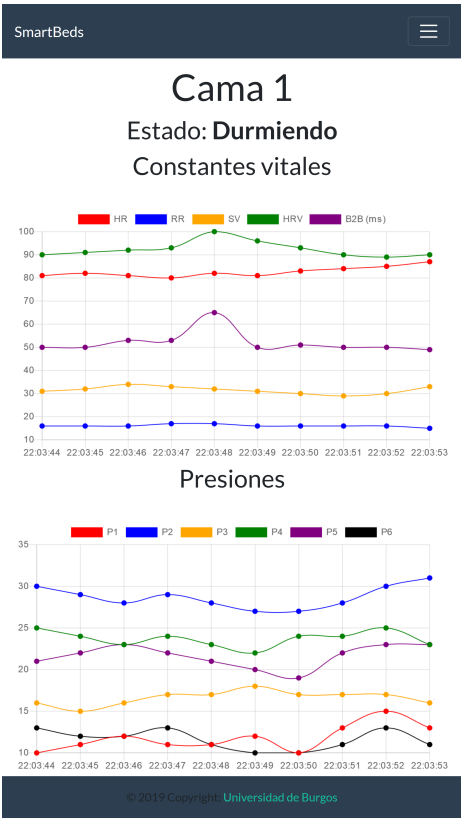 SmartBeds
Cama 1
Estado: Durmiendo
Constantes vitales
HR RR SV HRV B2B (ms)
100
90
80
70
60
50
40
30
20
10
22:03:44 22:03:45 22:03:46 22:03:47 22:03:48 22:03:49 22:03:50 22:03:51 22:03:52 22:03:53
Presiones
P1 P2 P3 P4 P5 P6
35
30
25
20
15
10
22:03:44 22:03:45 22:03:46 22:03:47 22:03:48 22:03:49 22:03:50 22:03:51 22:03:52 22:03:53
© 2019 Copyright: Universidad de Burgos